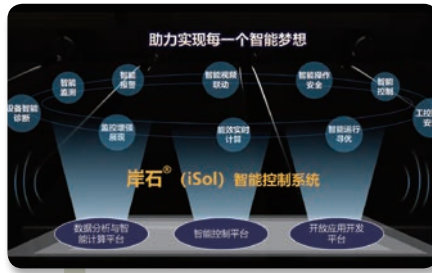 助力实现每一个智能梦想
智能
监测
智能
报警
智能视频
联动
智能操作
安全
智能
控制
设备智能
诊断
监控增强
展现
能效实时
计算
智能运行
寻优
工控
安
岸石®（iSol）智能控制系统
数据分析与智
能计算平台
智能控制平台
开放应用开发
平台